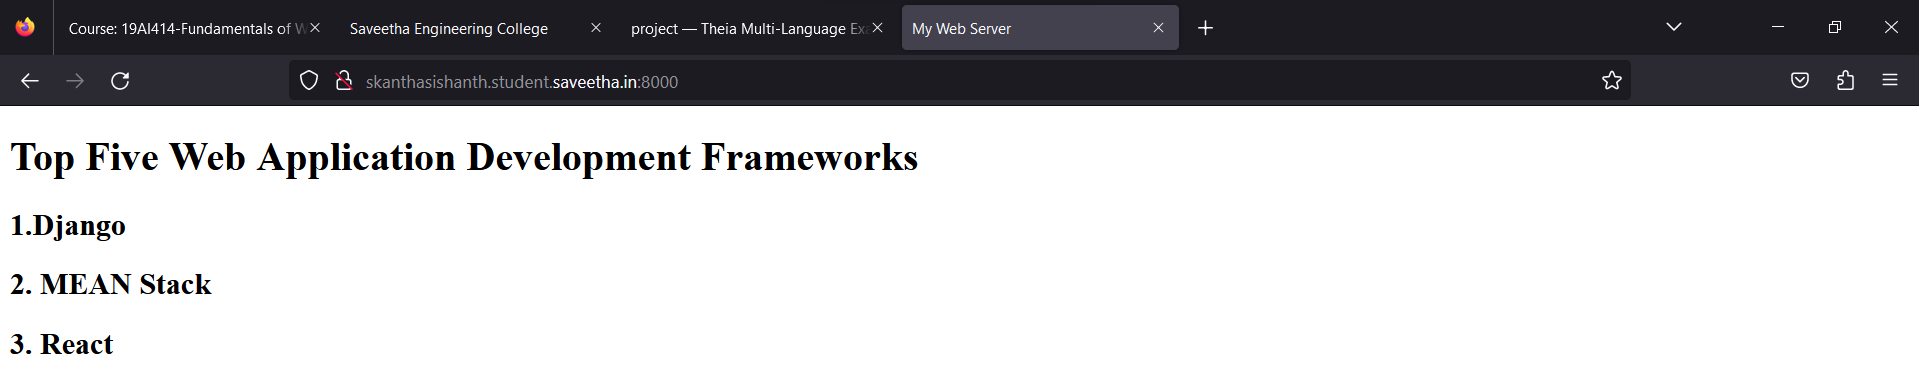 Course: 19AI414-Fundamentals of W
Saveetha Engineering College
project — Theia Multi-Language Exa
My Web Server
skanthasishanth.student.saveetha.in:8000
Top Five Web Application Development Frameworks
1.Django
2. MEAN Stack
3. React